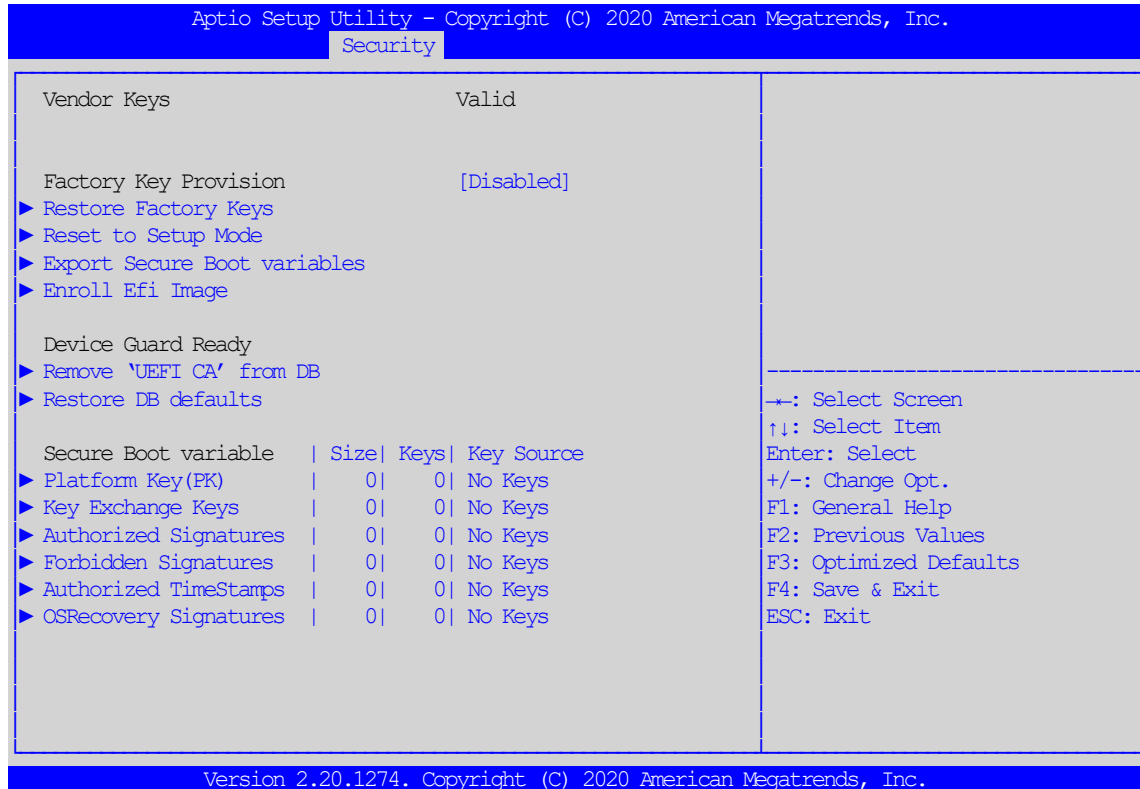 Aptio Setup Utility – Copyright (C) 2020 American Megatrends, Inc.
Security
Vendor Keys Valid
Factory Key Provision [Disabled]
► Restore Factory Keys
► Reset to Setup Mode
► Export Secure Boot variables
► Enroll Efi Image
Device Guard Ready
► Remove ‘UEFI CA’ from DB
► Restore DB defaults
Secure Boot variable | Size| Keys| Key Source
► Platform Key(PK) | 0| 0| No Keys
► Key Exchange Keys | 0| 0| No Keys
► Authorized Signatures | 0| 0| No Keys
► Forbidden Signatures | 0| 0| No Keys
► Authorized TimeStamps | 0| 0| No Keys
► OSRecovery Signatures | 0| 0| No Keys
→←: Select Screen
↑↓: Select Item
Enter: Select
+/-: Change Opt.
F1: General Help
F2: Previous Values
F3: Optimized Defaults
F4: Save & Exit
ESC: Exit
Version 2.20.1274. Copyright (C) 2020 American Megatrends, Inc.